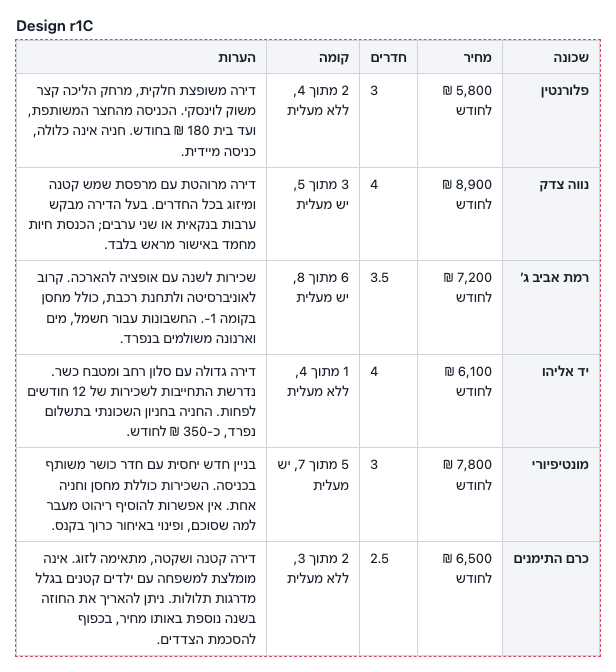 Design r1C
שכונה מחיר חדרים קומה הערות
פלורנטין
5,800 ₪
לחודש
3
2 מתוך 4,
ללא מעלית
דירה משופצת חלקית, מרחק הליכה קצר
משוק לוינסקי. הכניסה מהחצר המשותפת,
ועד בית 180 ₪ בחודש. חניה אינה כלולה,
כניסה מיידית.
נווה צדק
8,900 ₪
לחודש
4
3 מתוך 5,
יש מעלית
דירה מרוהטת עם מרפסת שמש קטנה
ומיזוג בכל החדרים. בעל הדירה מבקש
ערבות בנקאית או שני ערבים; הכנסת חיות
מחמד באישור מראש בלבד.
רמת אביב ג׳
7,200 ₪
לחודש
3.5
6 מתוך 8,
יש מעלית
שכירות לשנה עם אופציה להארכה. קרוב
לאוניברסיטה ולתחנת רכבת, כולל מחסן
בקומה 1-. החשבונות עבור חשמל, מים
וארנונה משולמים בנפרד.
יד אליהו
6,100 ₪
לחודש
4
1 מתוך 4,
ללא מעלית
דירה גדולה עם סלון רחב ומטבח כשר.
נדרשת התחייבות לשכירות של 12 חודשים
לפחות. החניה בחניון השכונתי בתשלום
נפרד, כ-350 ₪ לחודש.
מונטיפיורי
7,800 ₪
לחודש
3
5 מתוך 7, יש
מעלית
בניין חדש יחסית עם חדר כושר משותף
בכניסה. השכירות כוללת מחסן וחניה
אחת. אין אפשרות להוסיף ריהוט מעבר
למה שסוכם, ופינוי באיחור כרוך בקנס.
כרם התימנים
6,500 ₪
לחודש
2.5
2 מתוך 3,
ללא מעלית
דירה קטנה ושקטה, מתאימה לזוג. אינה
מומלצת למשפחה עם ילדים קטנים בגלל
מדרגות תלולות. ניתן להאריך את החוזה
בשנה נוספת באותו מחיר, בכפוף
להסכמת הצדדים.